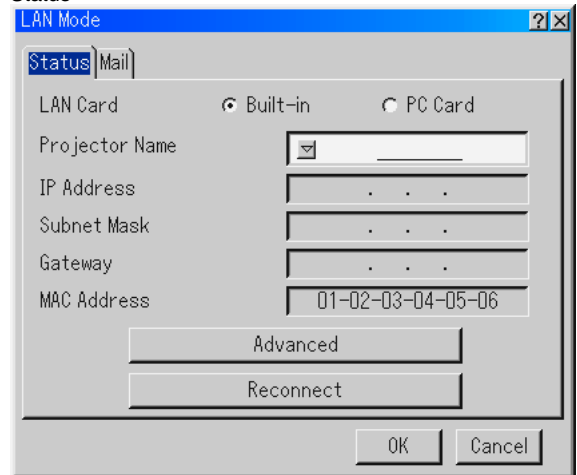 Status
LAN Mode ? X
Status Mail
LAN Card Built-in PC Card
Projector Name
IP Address . . .
Subnet Mask . . .
Gateway . . .
MAC Address 01-02-03-04-05-06
Advanced
Reconnect
OK Cancel